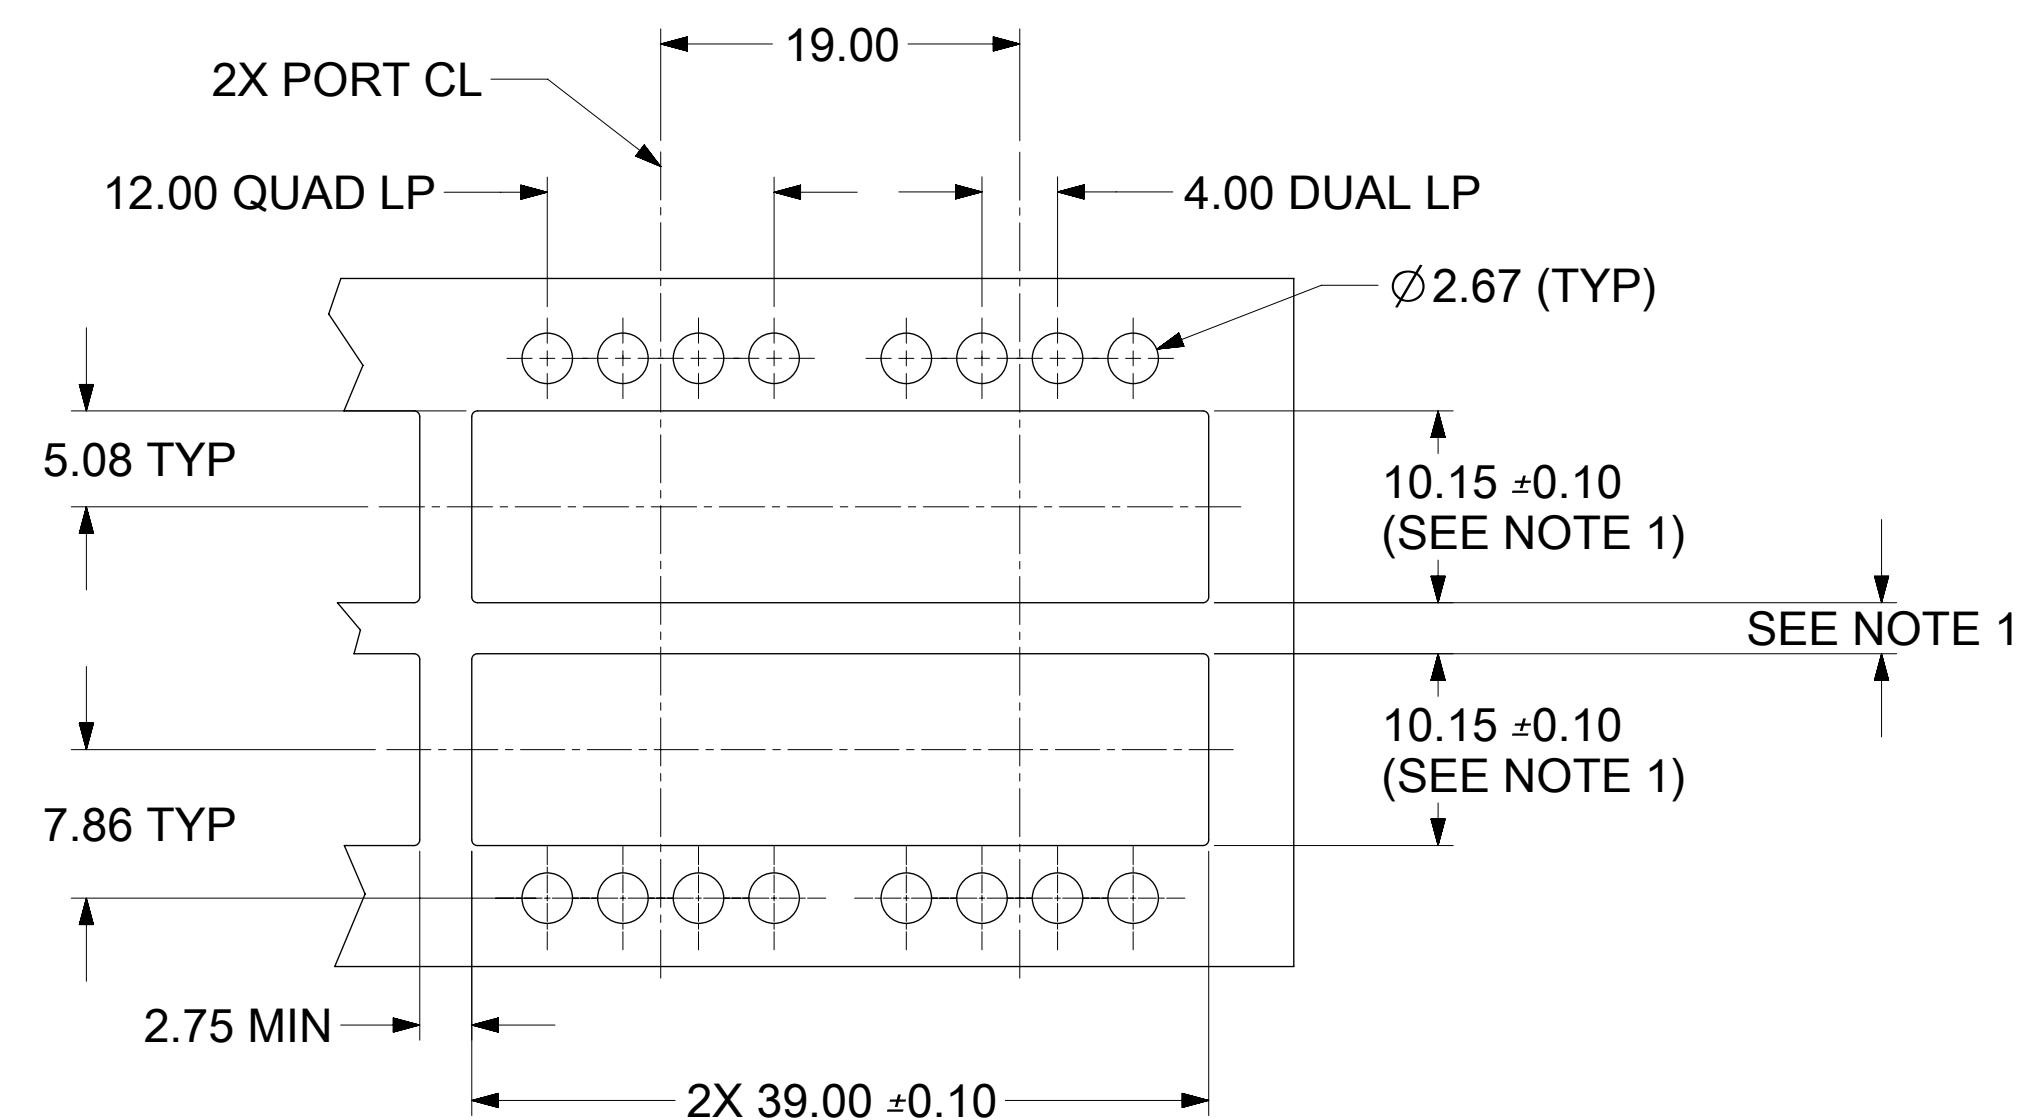 19.00
2X PORT CL
12.00 QUAD LP
4.00 DUAL LP
∅2.67 (TYP)
5.08 TYP
10.15 ±0.10
(SEE NOTE 1)
SEE NOTE 1
10.15 ±0.10
(SEE NOTE 1)
7.86 TYP
2.75 MIN
2X 39.00 ±0.10